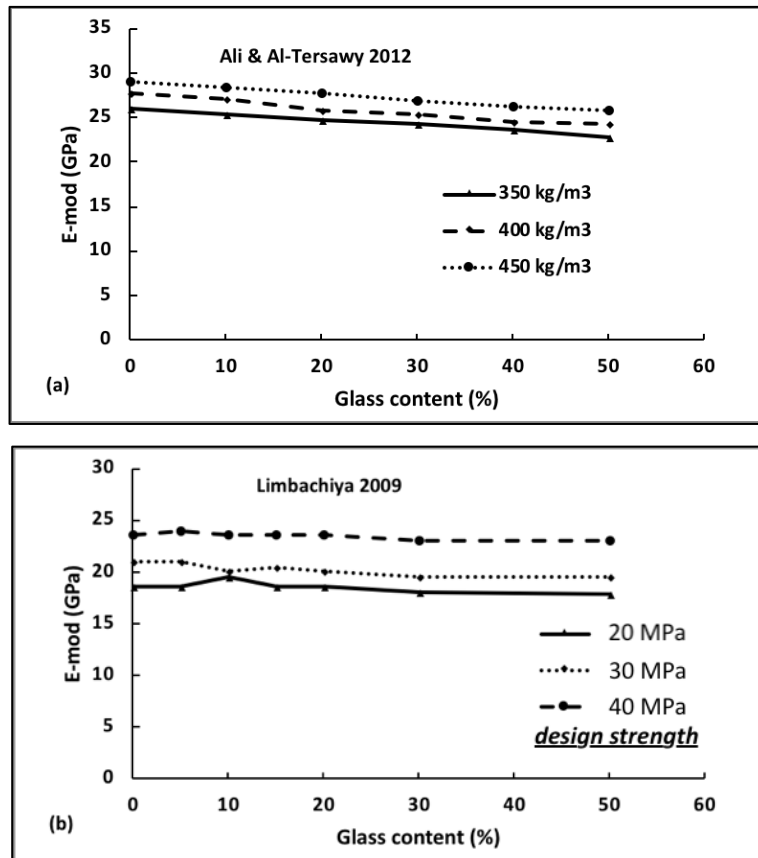 35
Ali & Al-Tersawy 2012
30
25
20
15
10
5
0
E-mod (GPa)
350 kg/m3
400 kg/m3
450 kg/m3
0 10 20 30 40 50 60
(a)
Glass content (%)
30
Limbachiya 2009
25
20
15
10
5
0
E-mod (GPa)
20 MPa
30 MPa
40 MPa
design strength
0 10 20 30 40 50 60
(b)
Glass content (%)